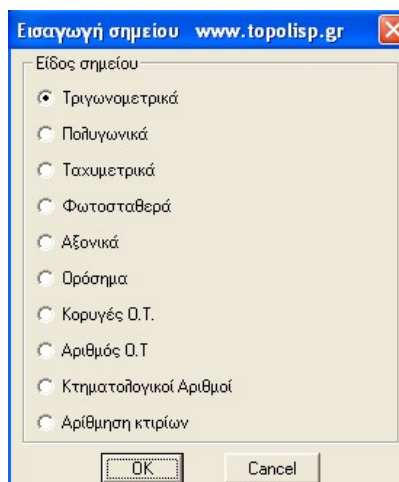 Εισαγωγή σημείου www.topolisp.gr
Είδος σημείου
Τριγωνομετρικά
Πολυγωνικά
Ταχυμετρικά
Φωτοσταθερά
Αξονικά
Ορόσημα
Κορυγές Ο.Τ.
Αριθμός Ο.Τ
Κτηματολογικοί Αριθμοί
Αρίθμηση κτιρίων
OK Cancel